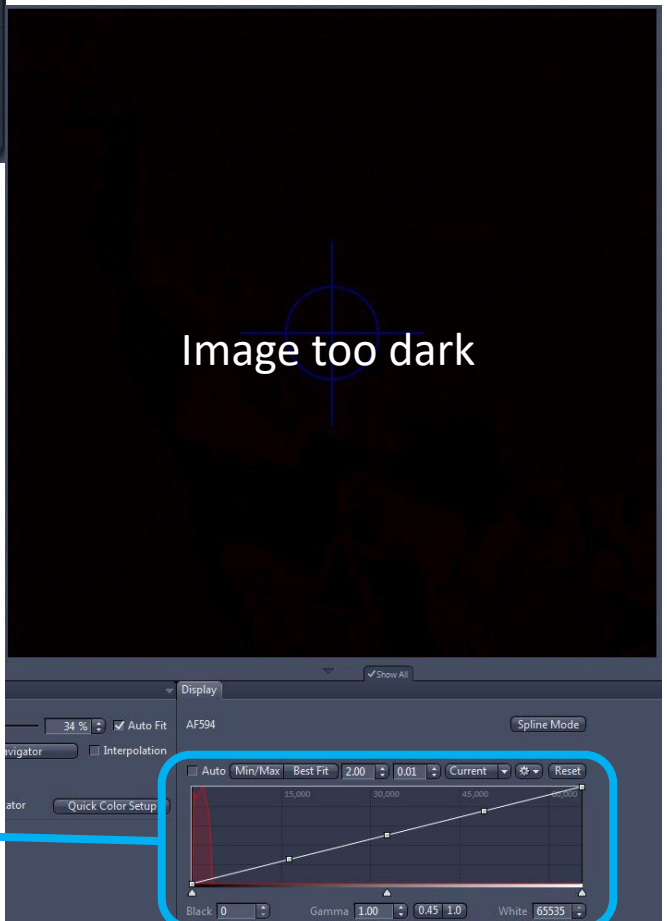 Image too dark
Show All
Display
34 % Auto Fit AF594 Spline Mode
avigator Interpolation
Auto Min/Max Best Fit 2.00 0.01 Current Reset
ator Quick Color Setup
15,000 30,000 45,000 60,000
Black 0 Gamma 1.00 0.45 1.0 White 65535